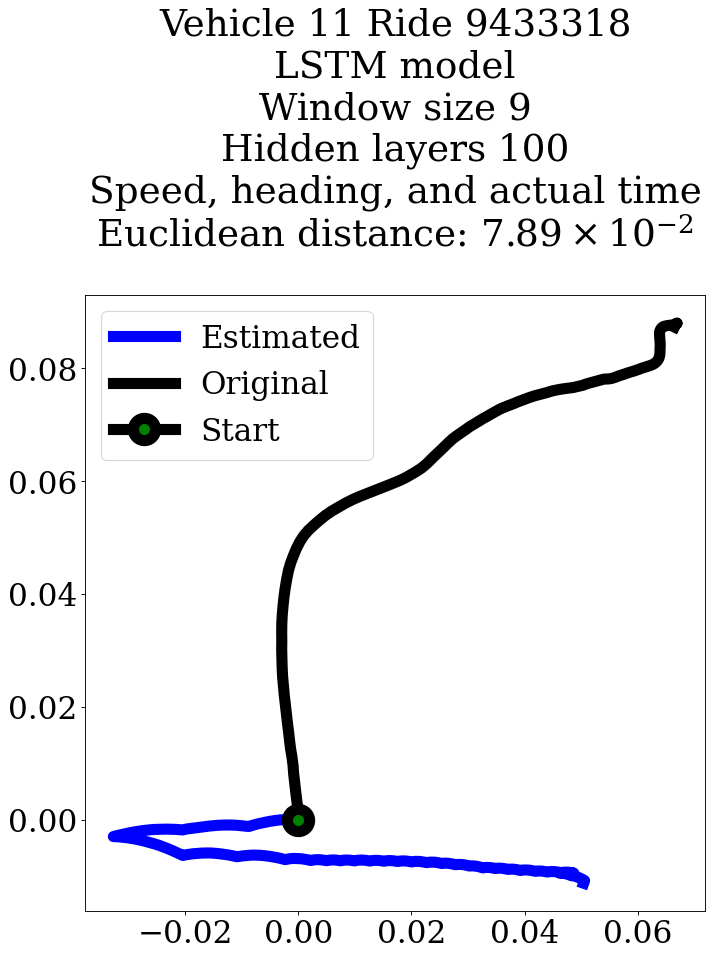 Vehicle 11 Ride 9433318
LSTM model
Window size 9
Hidden layers 100
Speed, heading, and actual time
Euclidean distance: 7.89 × 10⁻²
Estimated
Original
Start
0.08
0.06
0.04
0.02
0.00
−0.02 0.00 0.02 0.04 0.06